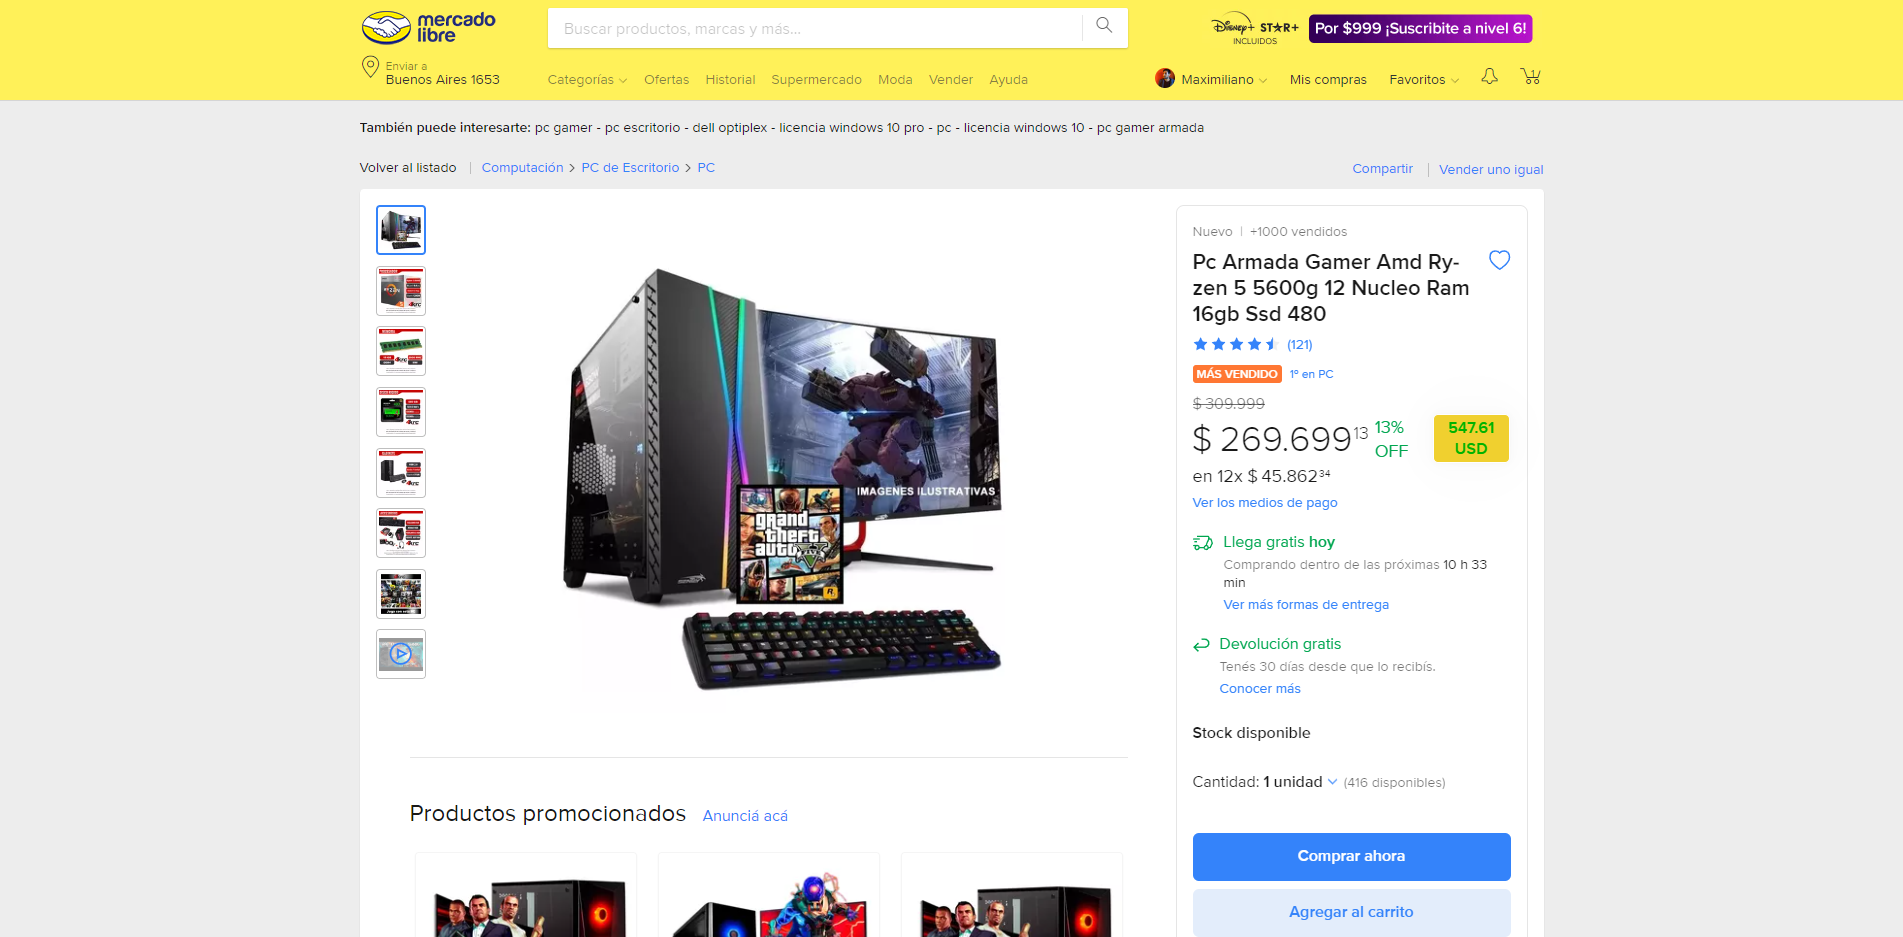 mercado
libre
Buscar productos, marcas y más...
Disney+ STAR+
INCLUIDOS
Por $999 ¡Suscribite a nivel 6!
Enviar a
Buenos Aires 1653
Categorías
Ofertas
Historial
Supermercado
Moda
Vender
Ayuda
Maximiliano
Mis compras
Favoritos
1
También puede interesarte: pc gamer - pc escritorio - dell optiplex - licencia windows 10 pro - pc - licencia windows 10 - pc gamer armada
Volver al listado
Computación > PC de Escritorio > PC
Compartir
Vender uno igual
IMAGENES ILUSTRATIVAS
grand
theft
auto
V
R
Nuevo | +1000 vendidos
Pc Armada Gamer Amd Ry-
zen 5 5600g 12 Nucleo Ram
16gb Ssd 480
(121)
MÁS VENDIDO 1º en PC
$ 309.999
$ 269.699 13
13%
OFF
547.61
USD
en 12x $ 45.862 34
Ver los medios de pago
Llega gratis hoy
Comprando dentro de las próximas 10 h 33
min
Ver más formas de entrega
Devolución gratis
Tenés 30 días desde que lo recibís.
Conocer más
Stock disponible
Cantidad: 1 unidad (416 disponibles)
Comprar ahora
Agregar al carrito
Productos promocionados
Anunciá acá